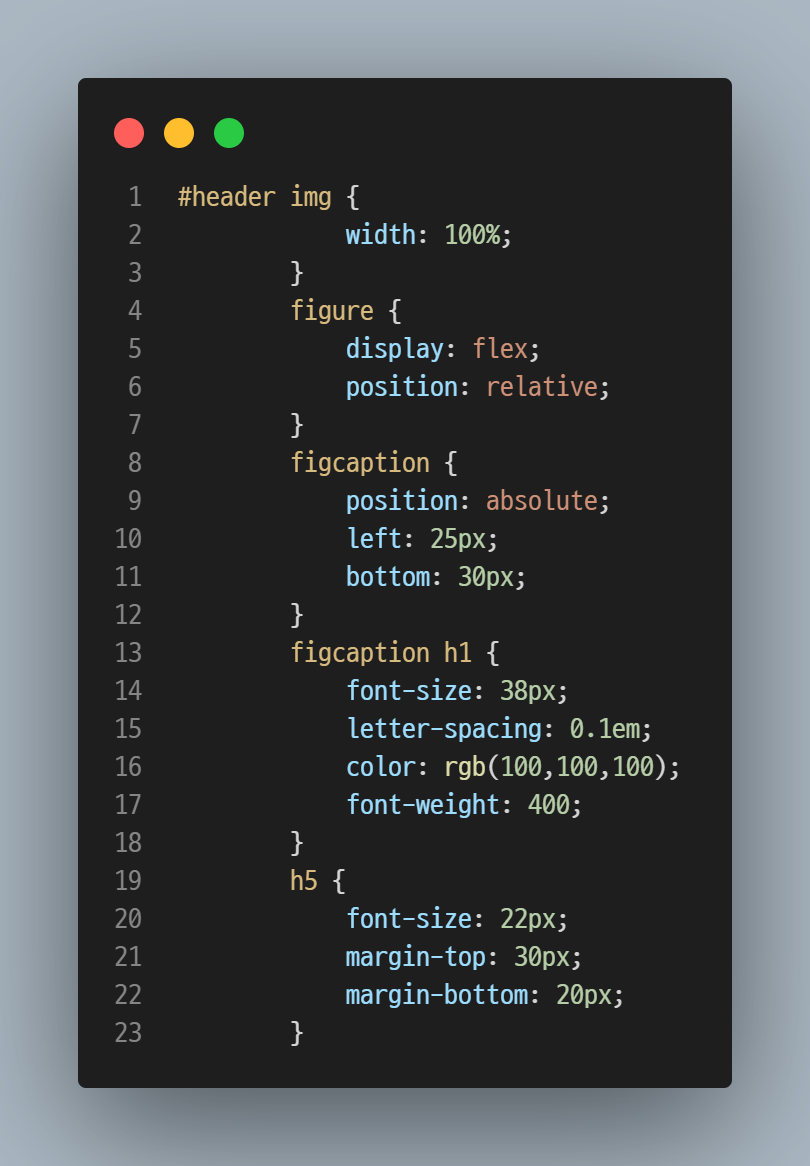 1 #header img {
2 width: 100%;
3 }
4 figure {
5 display: flex;
6 position: relative;
7 }
8 figcaption {
9 position: absolute;
10 left: 25px;
11 bottom: 30px;
12 }
13 figcaption h1 {
14 font-size: 38px;
15 letter-spacing: 0.1em;
16 color: rgb(100,100,100);
17 font-weight: 400;
18 }
19 h5 {
20 font-size: 22px;
21 margin-top: 30px;
22 margin-bottom: 20px;
23 }